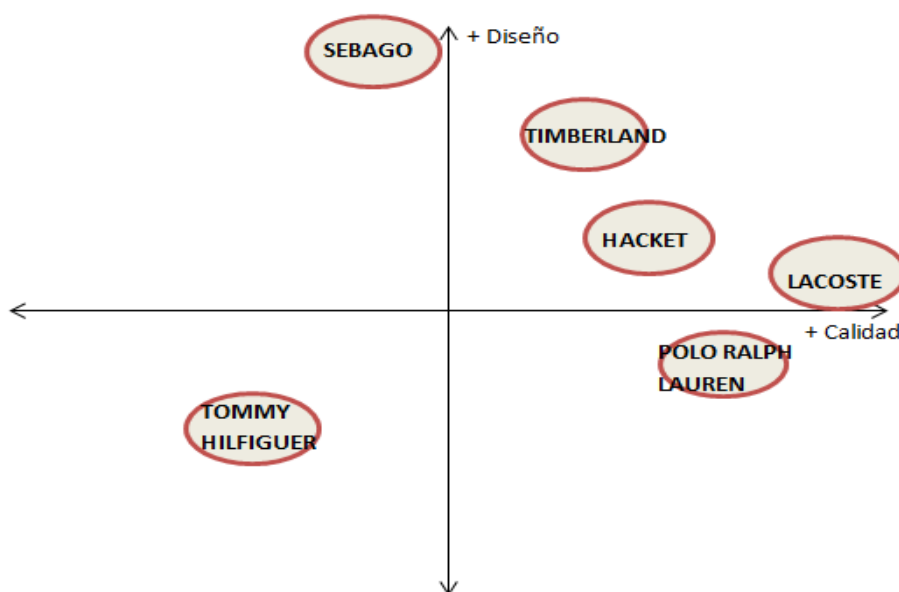 + Diseño
SEBAGO
TIMBERLAND
HACKET
LACOSTE
+ Calidad
POLO RALPH
LAUREN
TOMMY
HILFIGUER